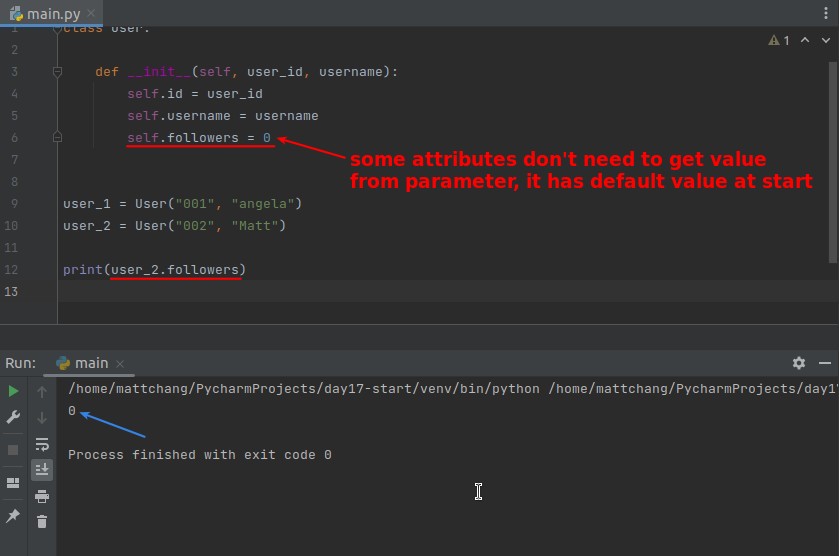 main.py
1 class User:
1
2
3 def __init__(self, user_id, username):
4 self.id = user_id
5 self.username = username
6 self.followers = 0
some attributes don't need to get value
from parameter, it has default value at start
7
8
9 user_1 = User("001", "angela")
10 user_2 = User("002", "Matt")
11
12 print(user_2.followers)
13
Run: main
/home/mattchang/PycharmProjects/day17-start/venv/bin/python /home/mattchang/PycharmProjects/day1
0
Process finished with exit code 0